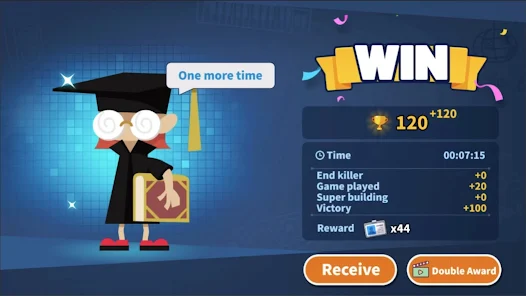 One more time
WIN
120 +120
Time 00:07:15
End killer +0
Game played +20
Super building +0
Victory +100
Reward x44
Receive
Double Award